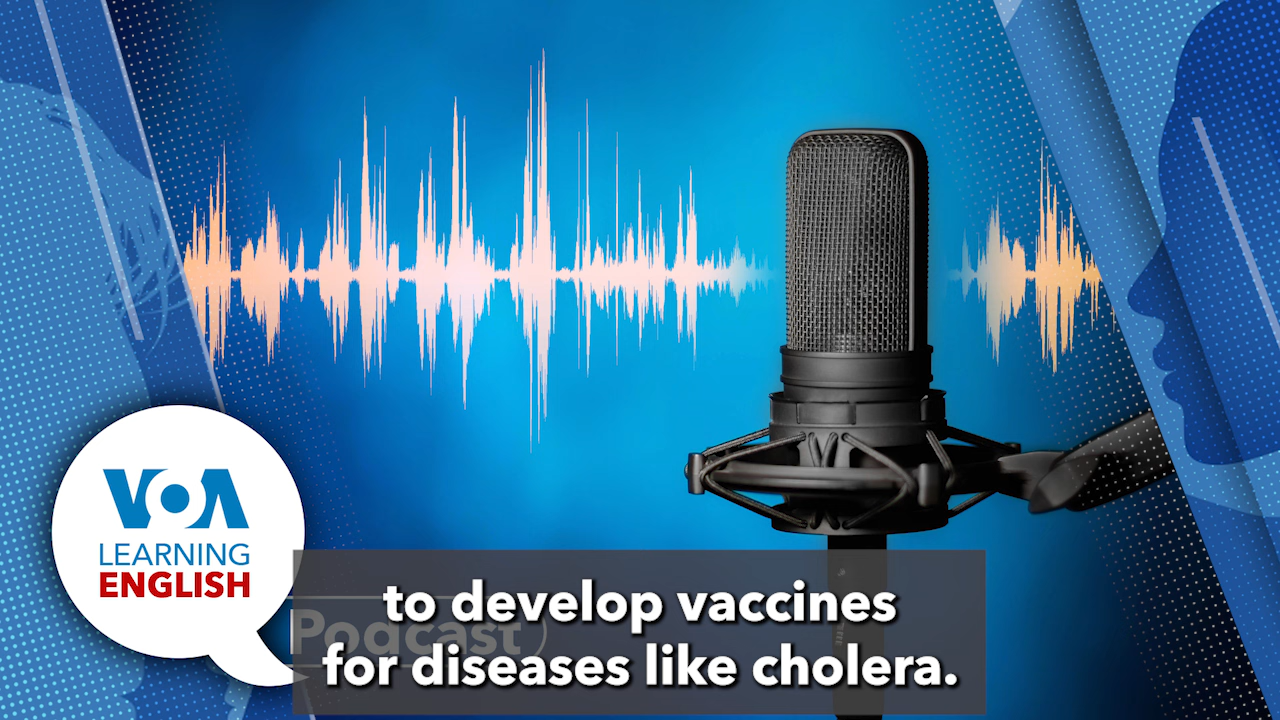 VOA
LEARNING
ENGLISH
Podcast
to develop vaccines
for diseases like cholera.